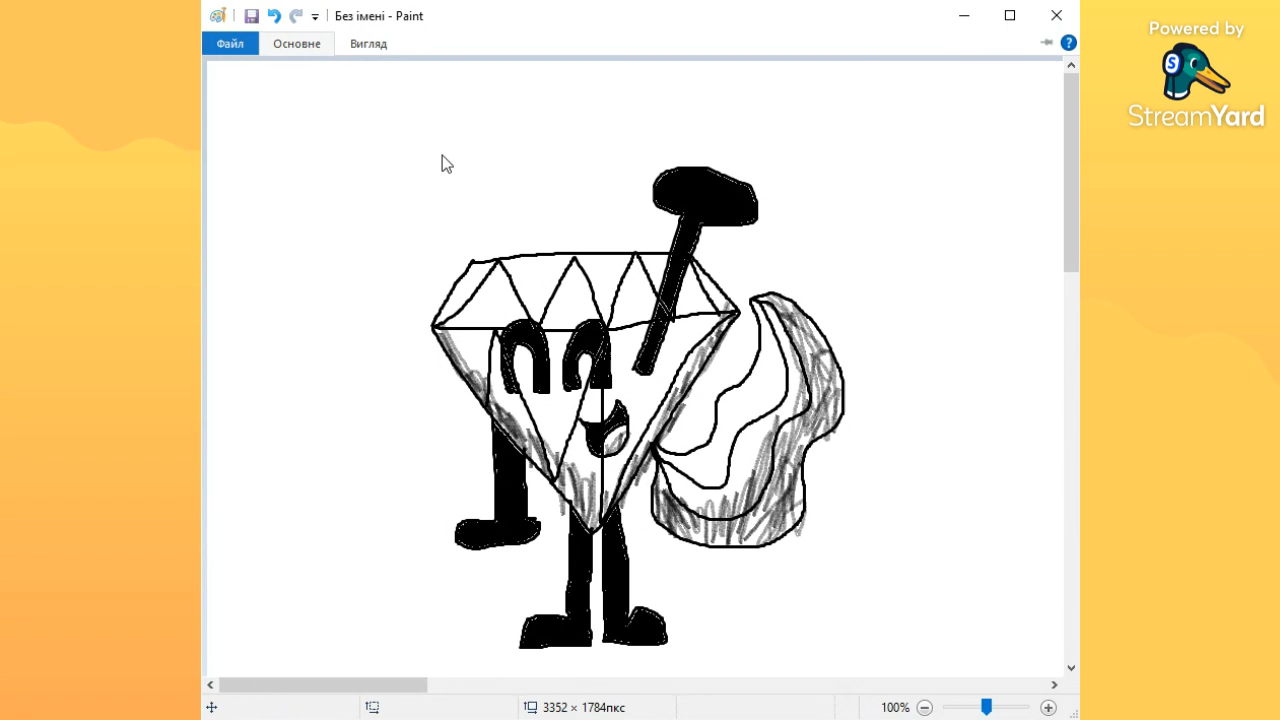 Без імені - Paint
Файл
Основне
Вигляд
?
Powered by
S
StreamYard
3352 × 1784пкс
100%